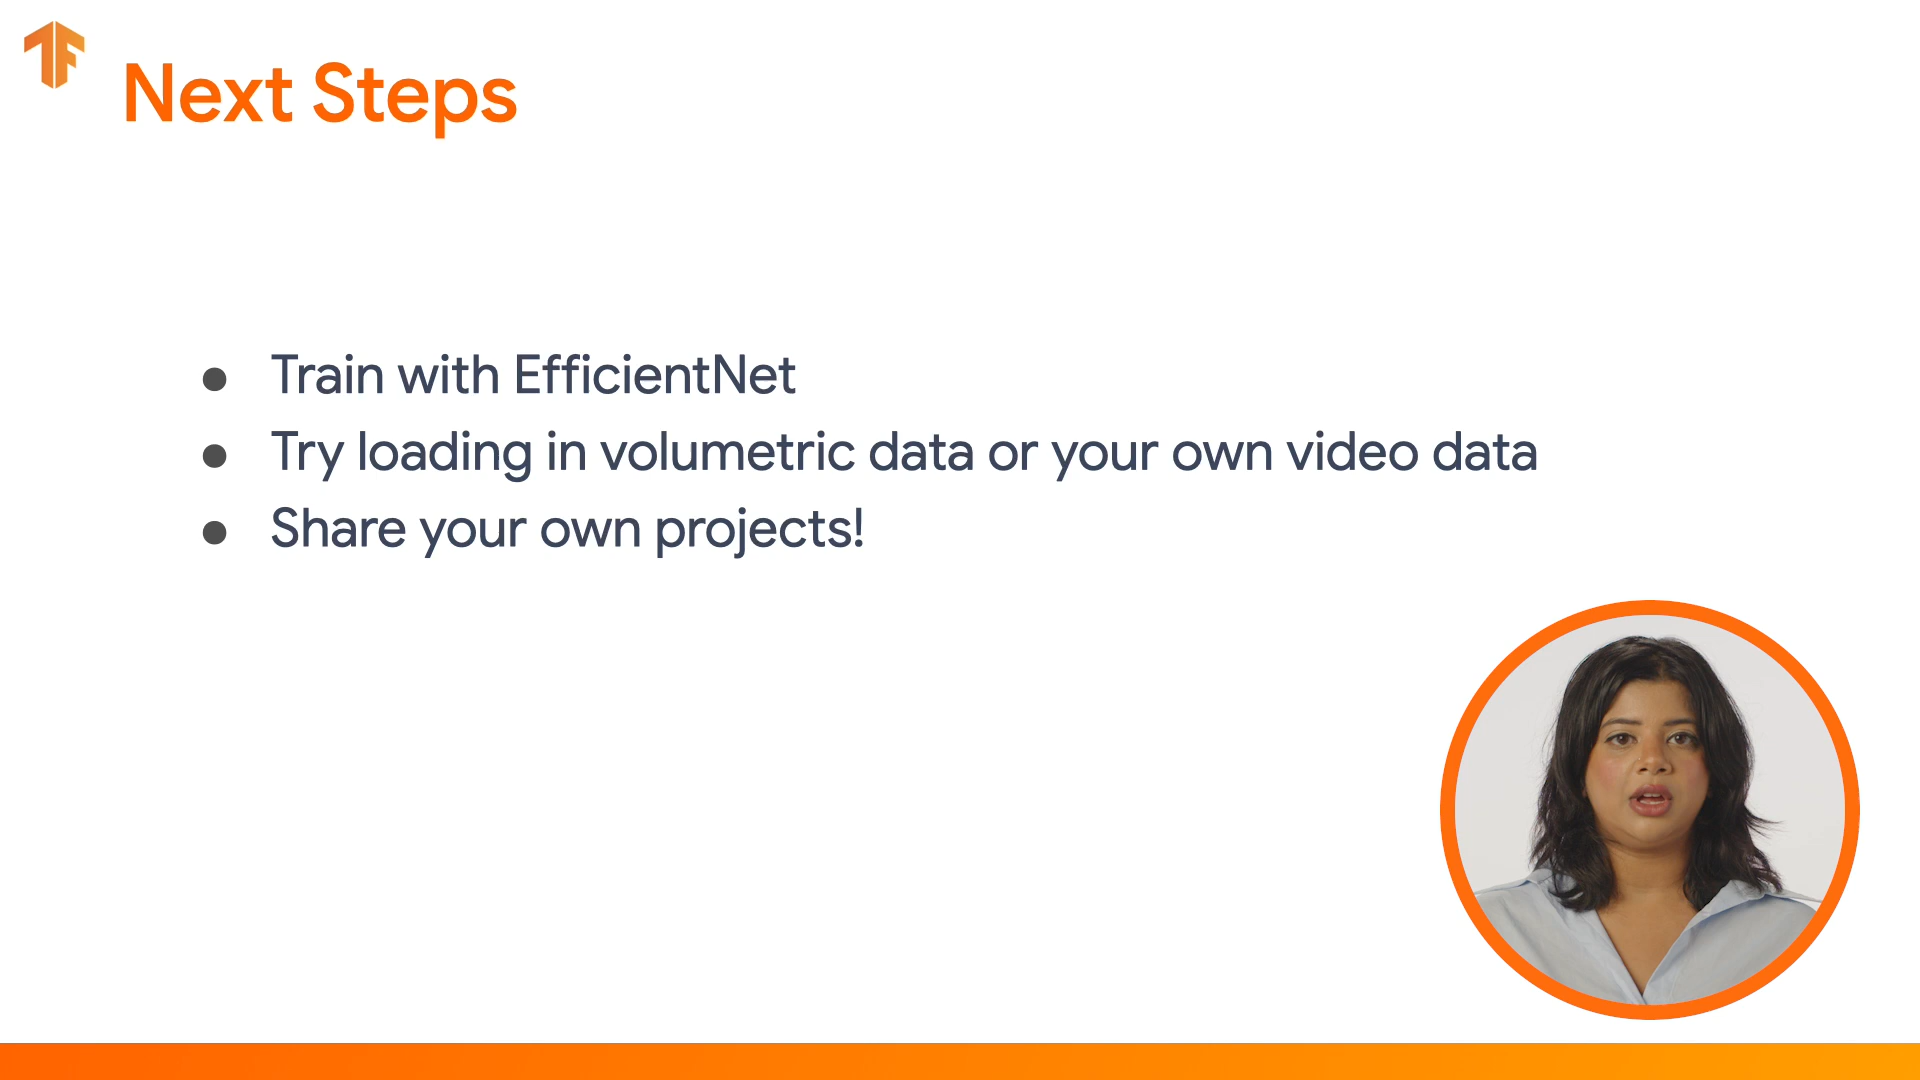 Next Steps
● Train with EfficientNet
● Try loading in volumetric data or your own video data
● Share your own projects!